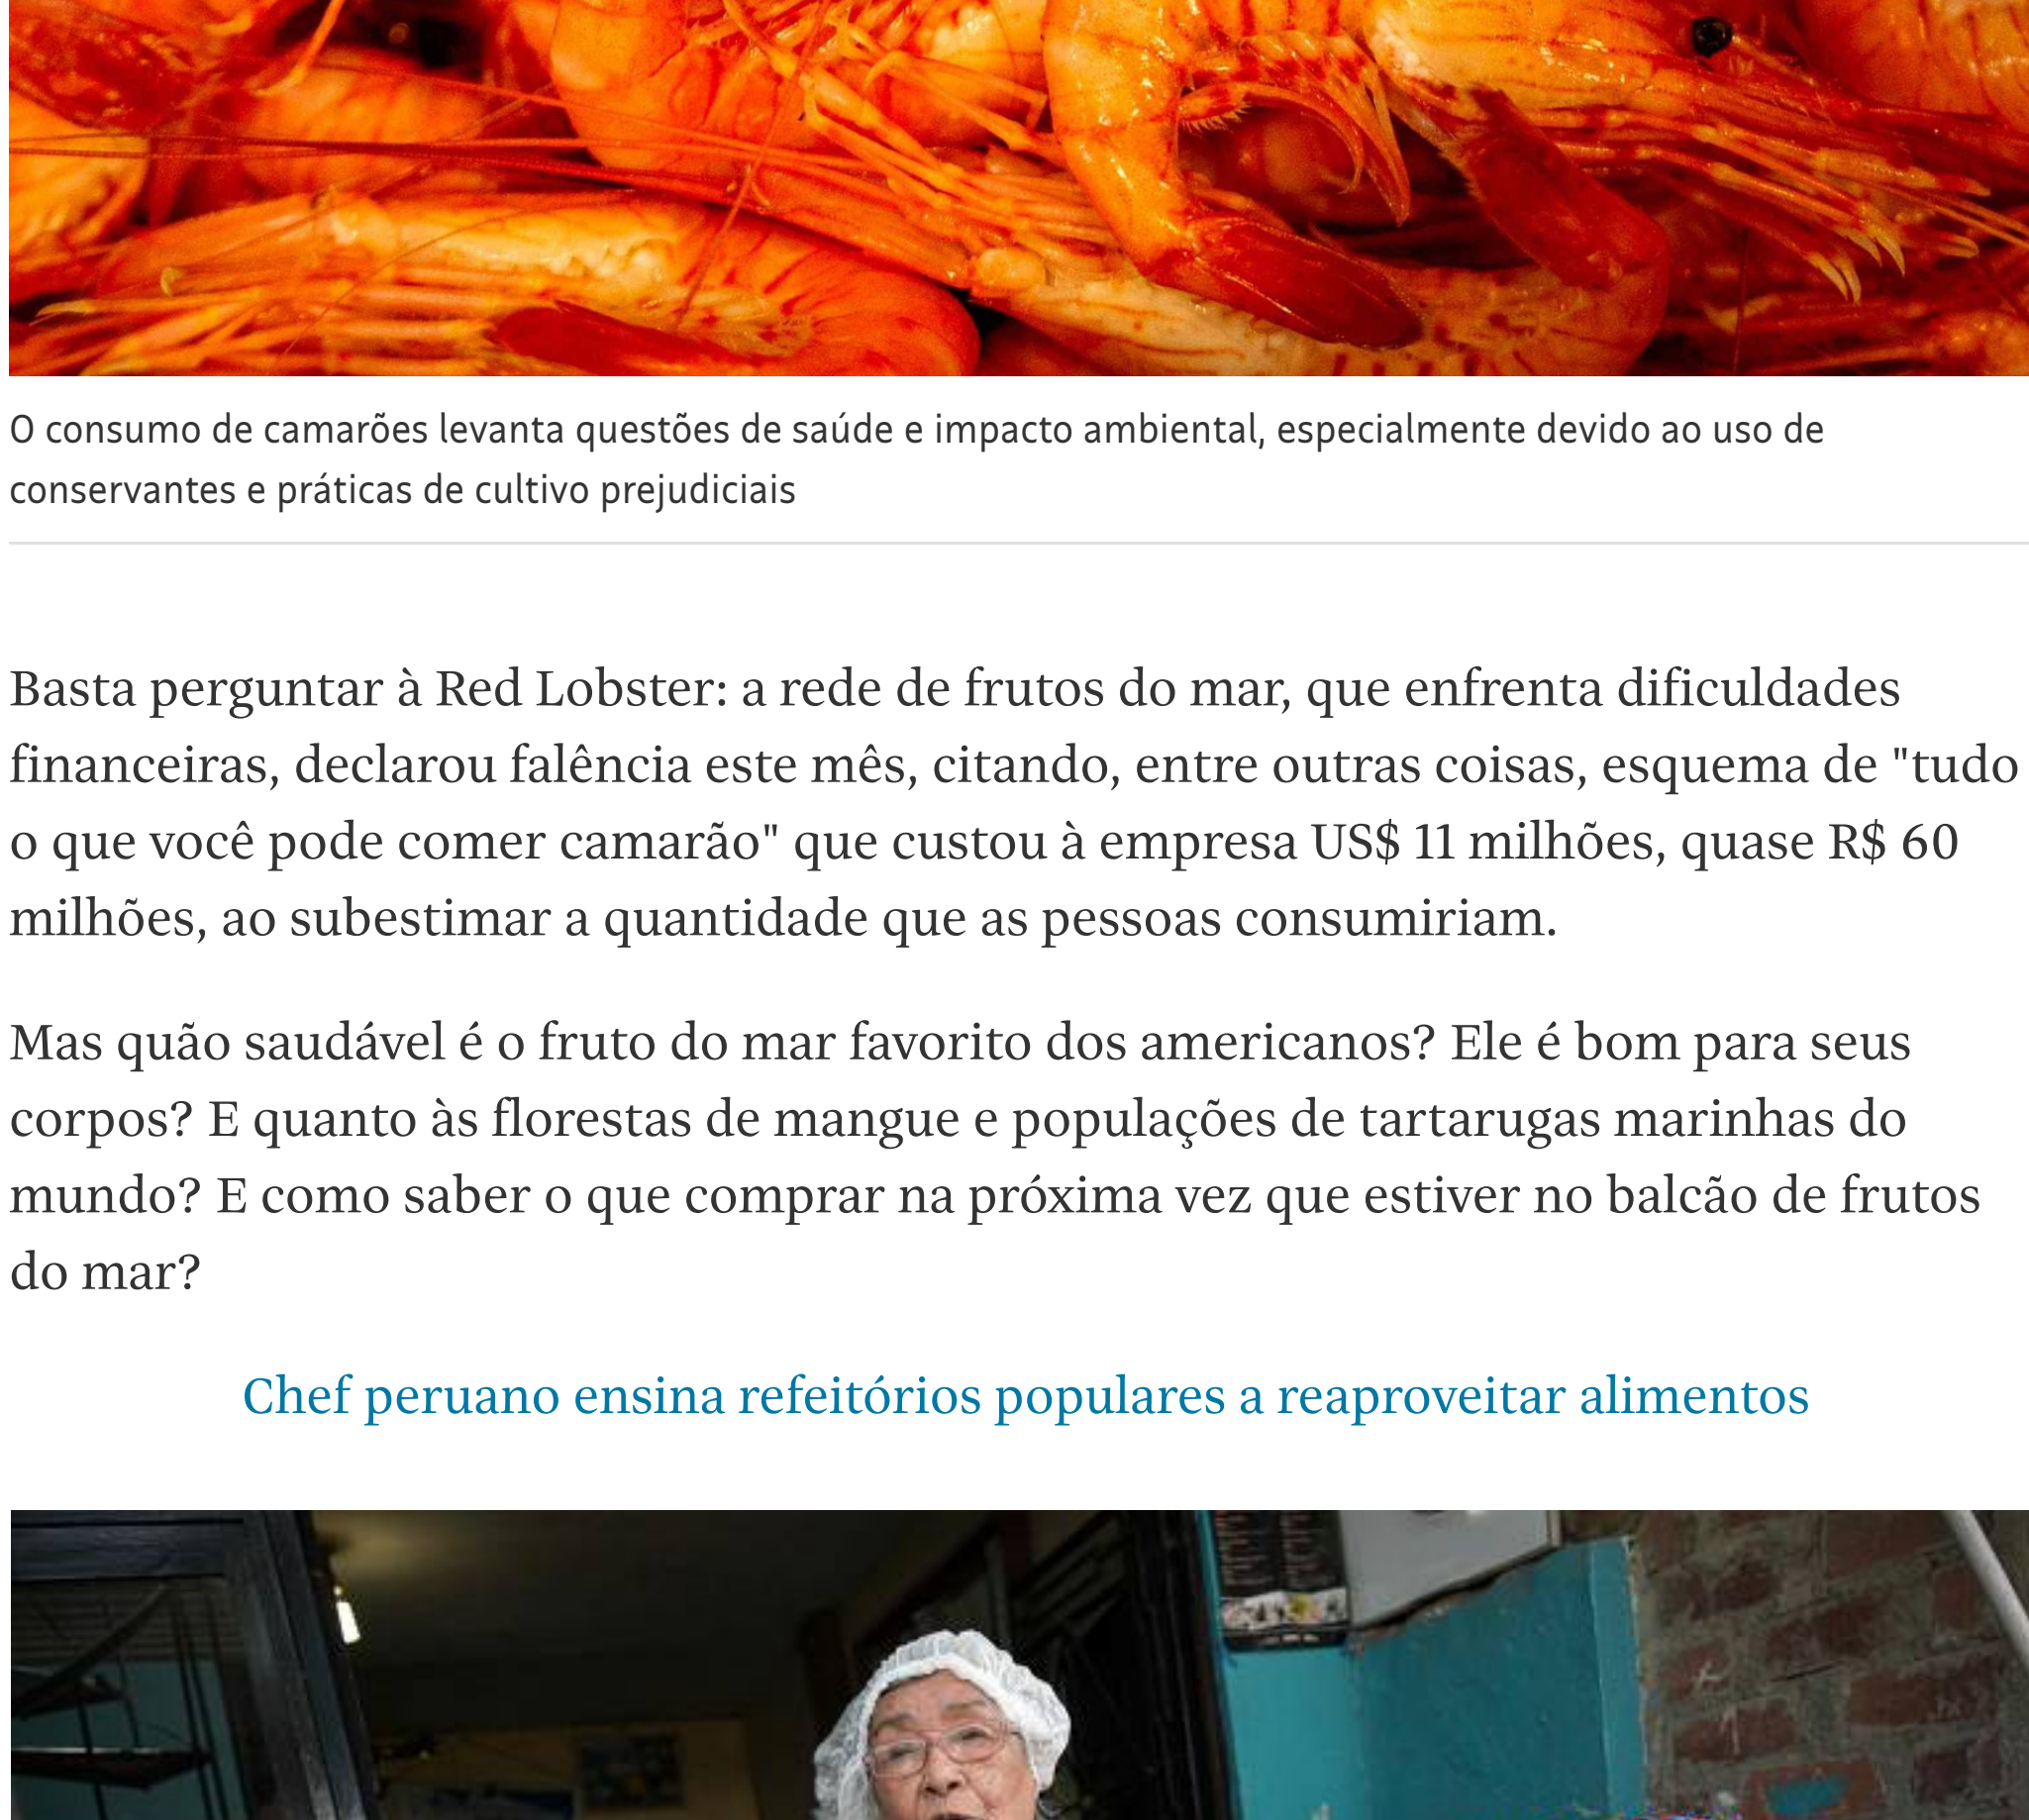 O consumo de camarões levanta questões de saúde e impacto ambiental, especialmente devido ao uso de
conservantes e práticas de cultivo prejudiciais
Basta perguntar à Red Lobster: a rede de frutos do mar, que enfrenta dificuldades
financeiras, declarou falência este mês, citando, entre outras coisas, esquema de "tudo
o que você pode comer camarão" que custou à empresa US$ 11 milhões, quase R$ 60
milhões, ao subestimar a quantidade que as pessoas consumiriam.
Mas quão saudável é o fruto do mar favorito dos americanos? Ele é bom para seus
corpos? E quanto às florestas de mangue e populações de tartarugas marinhas do
mundo? E como saber o que comprar na próxima vez que estiver no balcão de frutos
do mar?
Chef peruano ensina refeitórios populares a reaproveitar alimentos